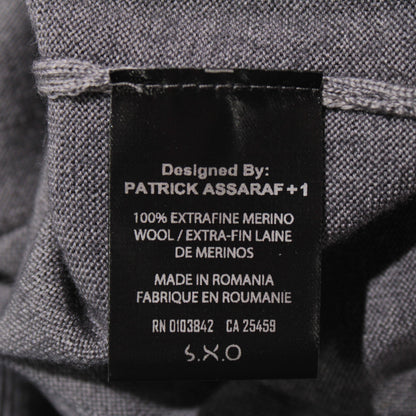 Designed By:
PATRICK ASSARAF + 1
100% EXTRAFINE MERINO
WOOL / EXTRA-FIN LAINE
DE MERINOS
MADE IN ROMANIA
FABRIQUE EN ROUMANIE
RN 0103842 CA 25459
S.X.O